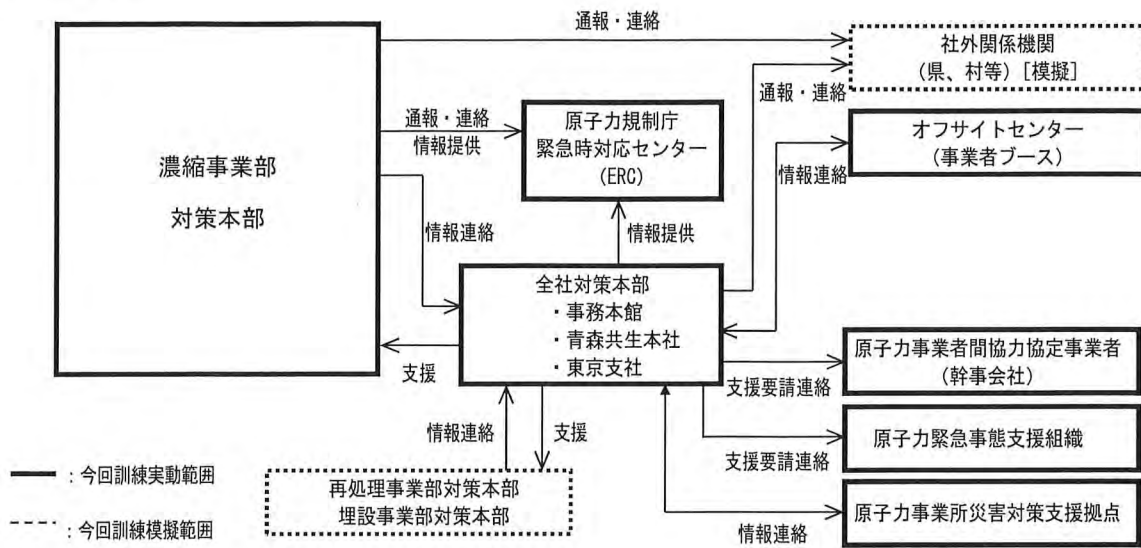 通報・連絡
社外関係機関
(県、村等)[模擬]
通報・連絡
濃縮事業部
対策本部
通報・連絡
情報提供
原子力規制庁
緊急時対応センター
(ERC)
オフサイトセンター
(事業者ブース)
情報連絡
情報連絡
情報提供
全社対策本部
・事務本館
・青森共生本社
・東京支社
支援
原子力事業者間協力協定事業者
(幹事会社)
支援要請連絡
情報連絡
支援
原子力緊急事態支援組織
支援要請連絡
再処理事業部対策本部
埋設事業部対策本部
原子力事業所災害対策支援拠点
情報連絡
:今回訓練実動範囲
:今回訓練模擬範囲